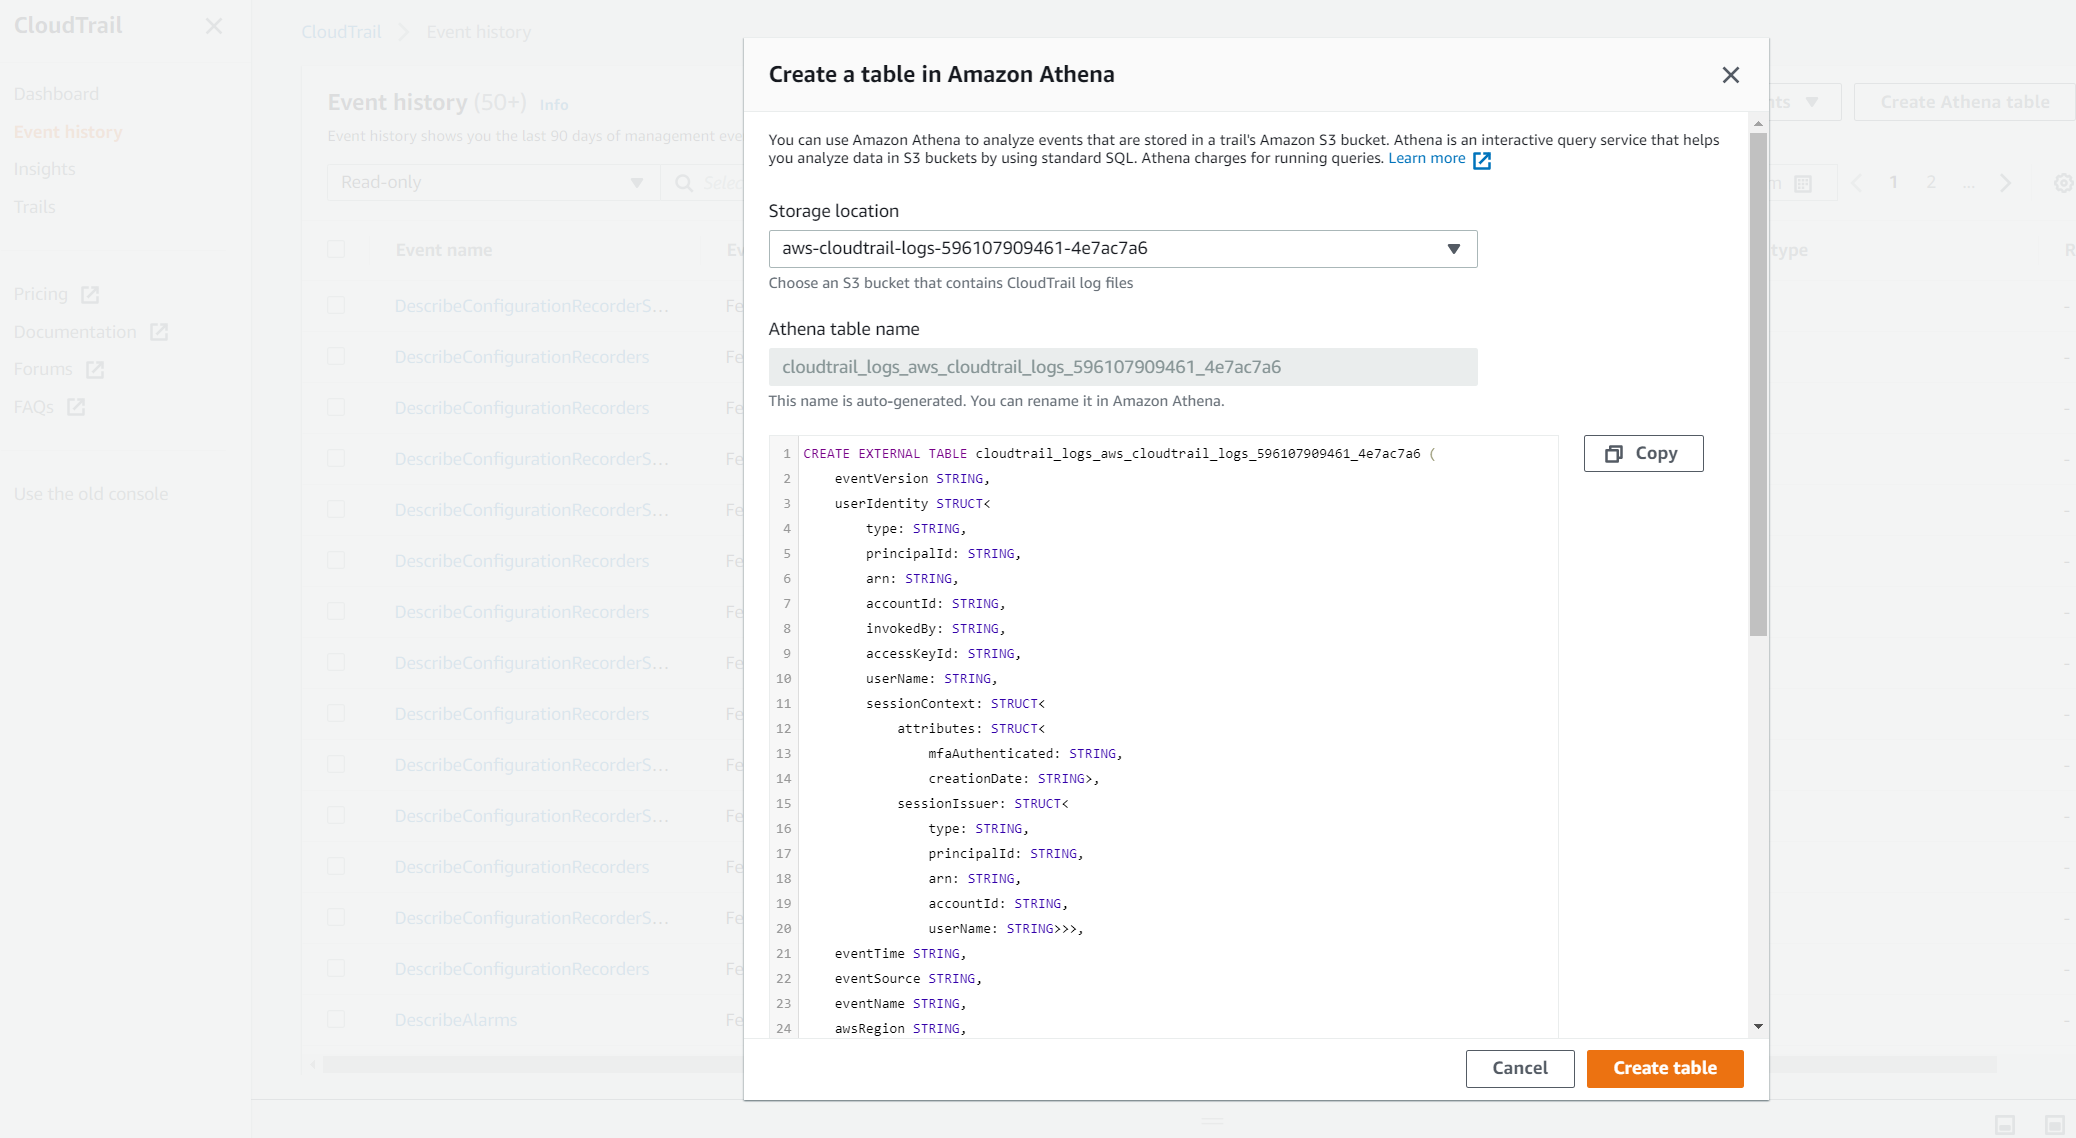 CloudTrail
Dashboard
Event history
Insights
Trails
Pricing
Documentation
Forums
FAQs
Use the old console
CloudTrail > Event history
Event history (50+) Info
Event history shows you the last 90 days of management eve
Create Athena table
Read-only
1 2 ...
Event name
type
DescribeConfigurationRecorderS...
DescribeConfigurationRecorders
DescribeConfigurationRecorders
DescribeConfigurationRecorderS...
DescribeConfigurationRecorderS...
DescribeConfigurationRecorders
DescribeConfigurationRecorders
DescribeConfigurationRecorderS...
DescribeConfigurationRecorders
DescribeConfigurationRecorderS...
DescribeConfigurationRecorderS...
DescribeConfigurationRecorders
DescribeConfigurationRecorderS...
DescribeConfigurationRecorders
DescribeAlarms
Create a table in Amazon Athena
You can use Amazon Athena to analyze events that are stored in a trail's Amazon S3 bucket. Athena is an interactive query service that helps
you analyze data in S3 buckets by using standard SQL. Athena charges for running queries. Learn more
Storage location
aws-cloudtrail-logs-596107909461-4e7ac7a6
Choose an S3 bucket that contains CloudTrail log files
Athena table name
cloudtrail_logs_aws_cloudtrail_logs_596107909461_4e7ac7a6
This name is auto-generated. You can rename it in Amazon Athena.
Copy
1 CREATE EXTERNAL TABLE cloudtrail_logs_aws_cloudtrail_logs_596107909461_4e7ac7a6 (
2 eventVersion STRING,
3 userIdentity STRUCT<
4 type: STRING,
5 principalId: STRING,
6 arn: STRING,
7 accountId: STRING,
8 invokedBy: STRING,
9 accessKeyId: STRING,
10 userName: STRING,
11 sessionContext: STRUCT<
12 attributes: STRUCT<
13 mfaAuthenticated: STRING,
14 creationDate: STRING>,
15 sessionIssuer: STRUCT<
16 type: STRING,
17 principalId: STRING,
18 arn: STRING,
19 accountId: STRING,
20 userName: STRING>>>,
21 eventTime STRING,
22 eventSource STRING,
23 eventName STRING,
24 awsRegion STRING,
Cancel
Create table